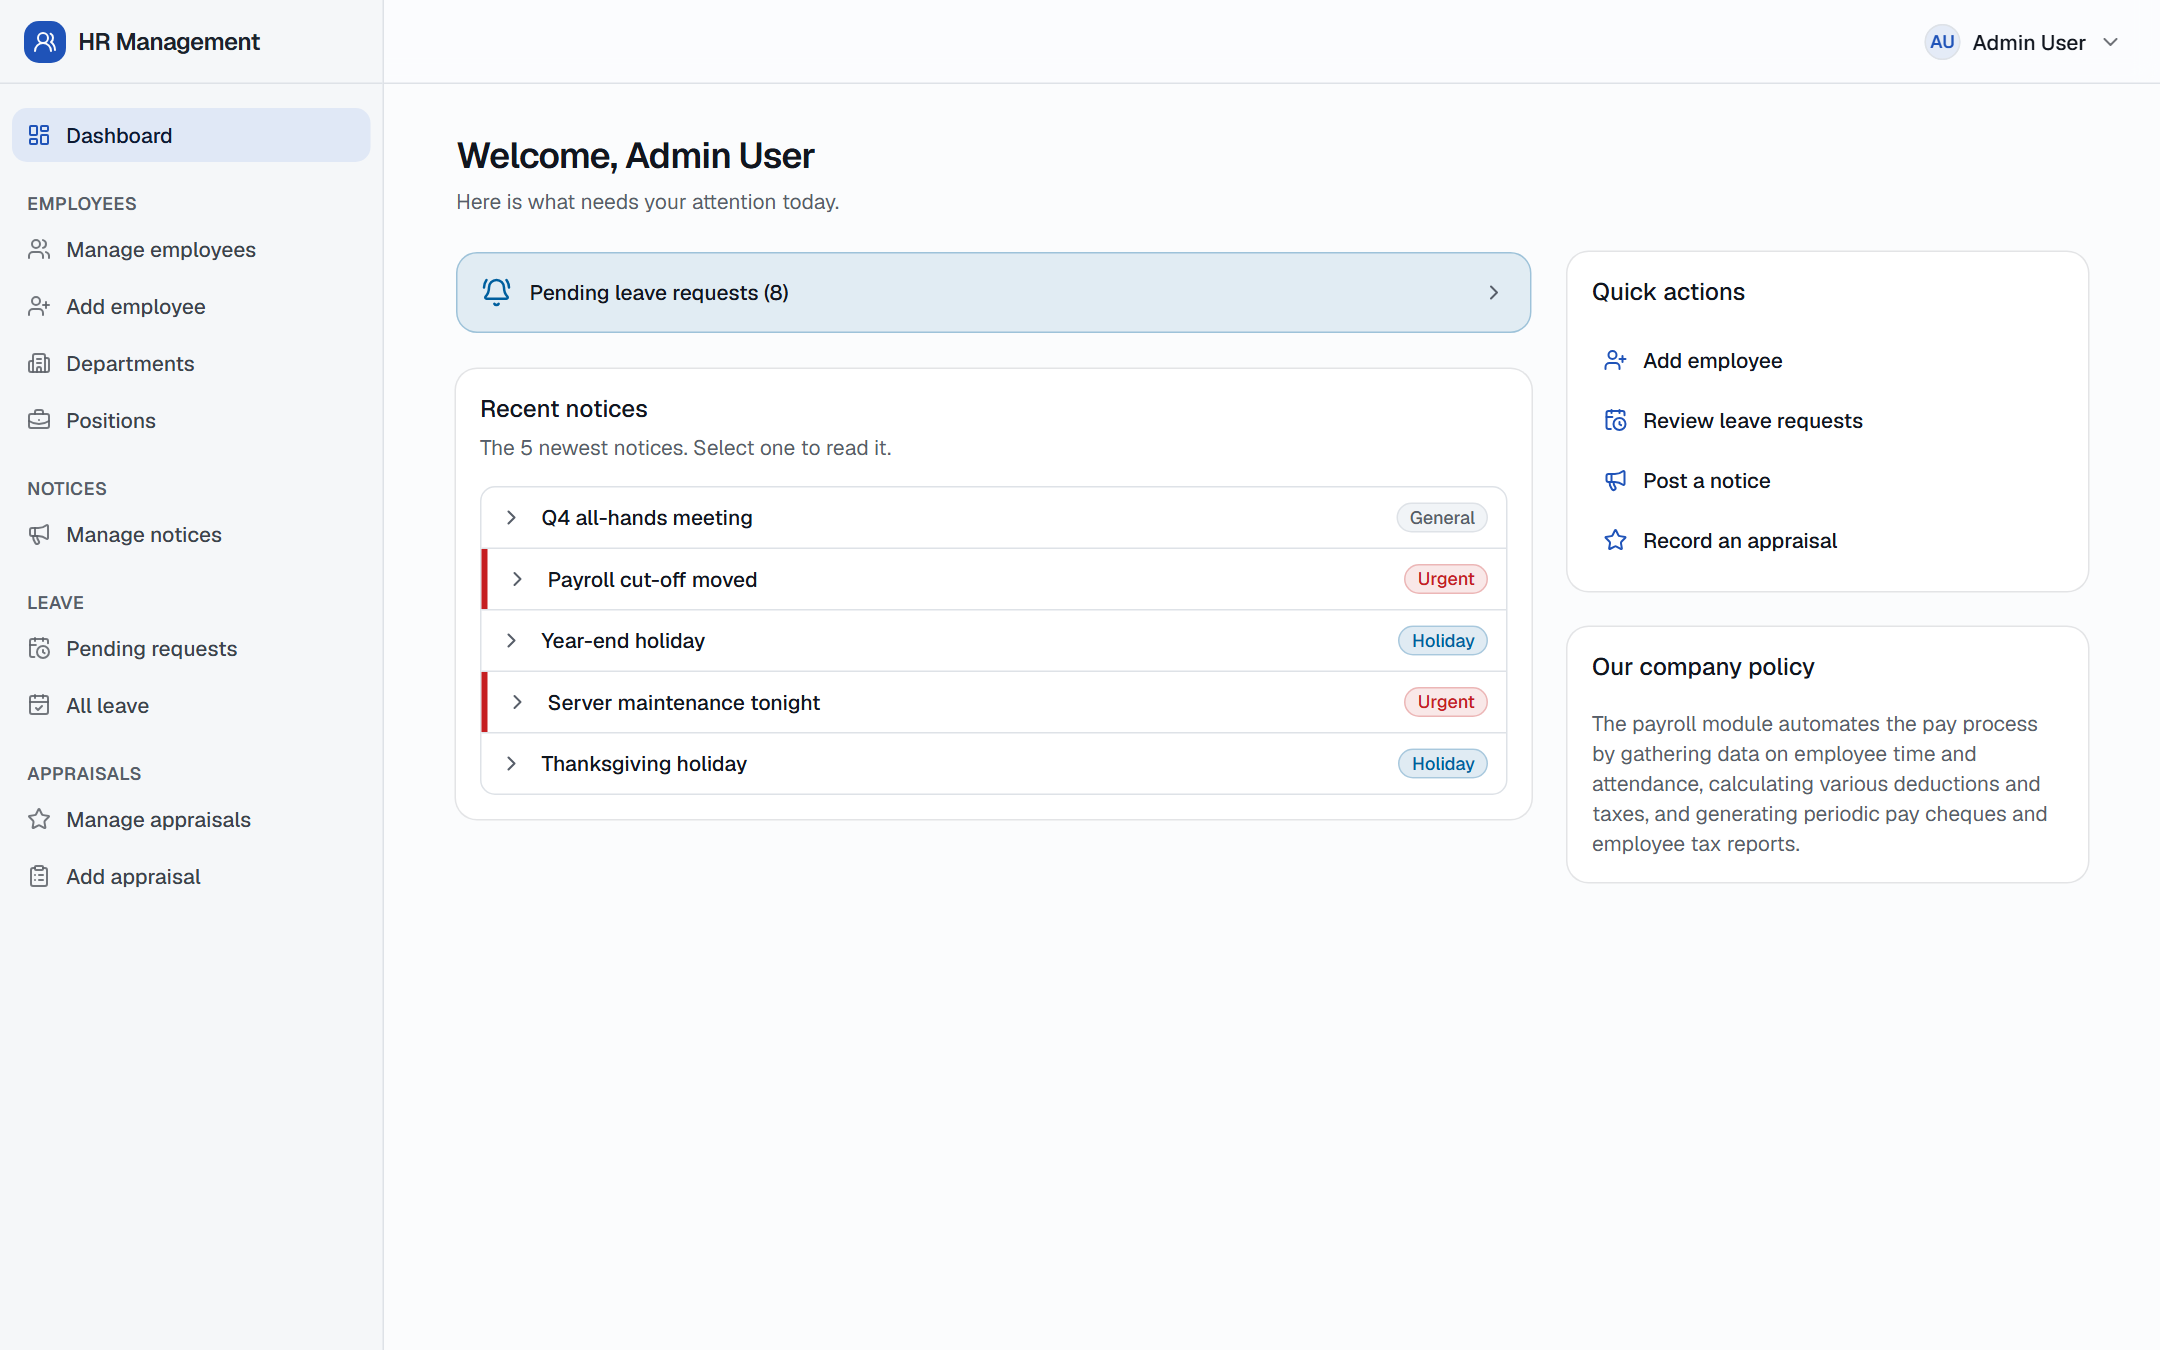 HR Management
AU Admin User
Dashboard
EMPLOYEES
Manage employees
Add employee
Departments
Positions
NOTICES
Manage notices
LEAVE
Pending requests
All leave
APPRAISALS
Manage appraisals
Add appraisal
Welcome, Admin User
Here is what needs your attention today.
Pending leave requests (8)
Recent notices
The 5 newest notices. Select one to read it.
Q4 all-hands meeting General
Payroll cut-off moved Urgent
Year-end holiday Holiday
Server maintenance tonight Urgent
Thanksgiving holiday Holiday
Quick actions
Add employee
Review leave requests
Post a notice
Record an appraisal
Our company policy
The payroll module automates the pay process
by gathering data on employee time and
attendance, calculating various deductions and
taxes, and generating periodic pay cheques and
employee tax reports.